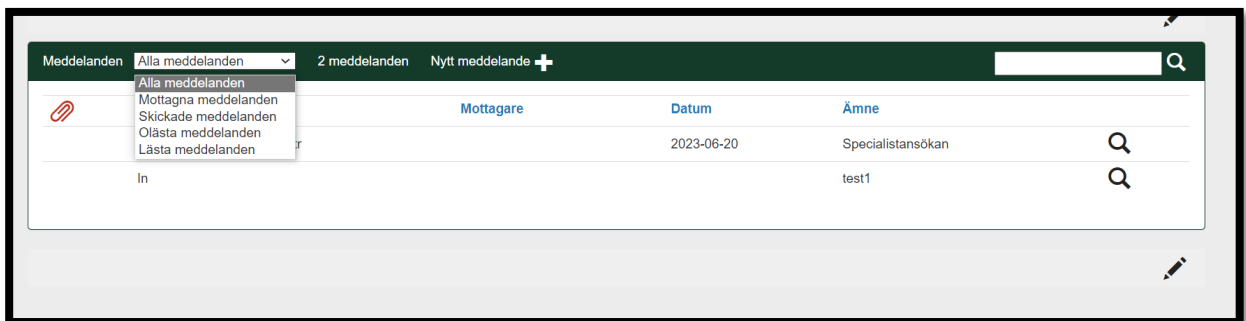 Meddelanden Alla meddelanden 2 meddelanden Nytt meddelande
Alla meddelanden
Mottagna meddelanden
Skickade meddelanden
Olästa meddelanden
Lästa meddelanden
Mottagare Datum Ämne
2023-06-20 Specialistansökan
In test1